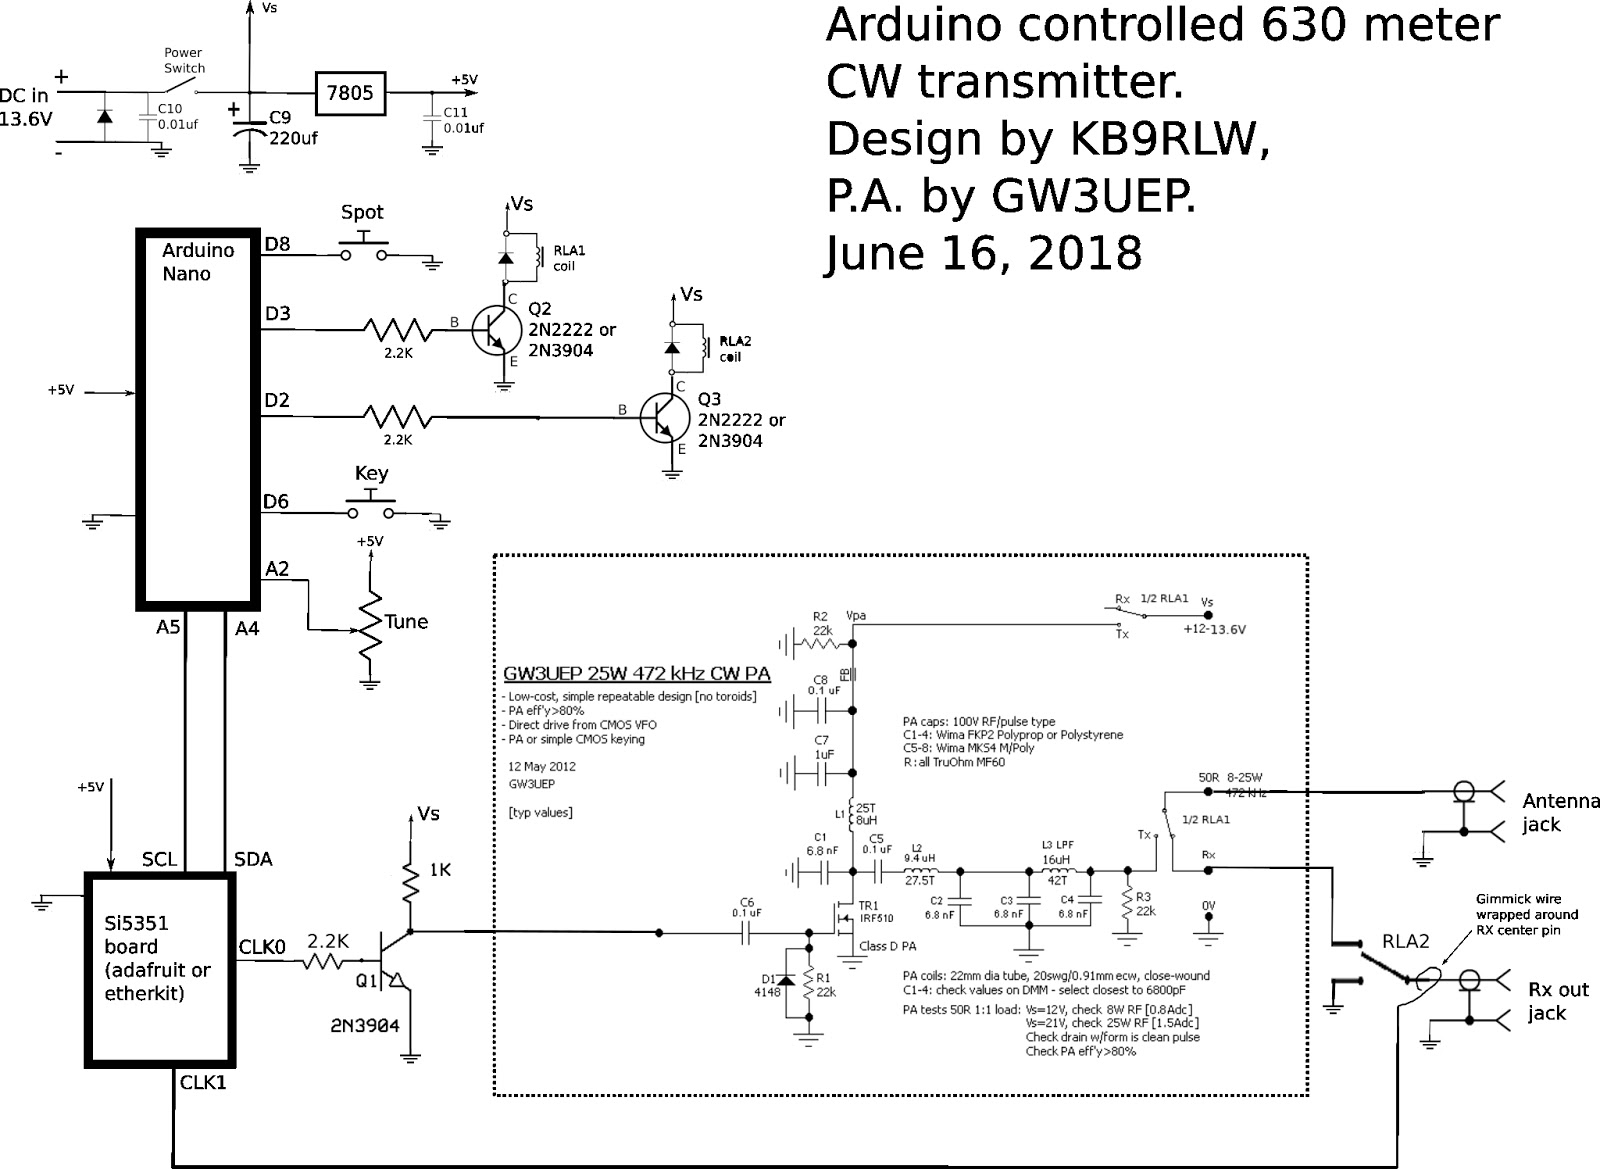 Arduino controlled 630 meter
CW transmitter.
Design by KB9RLW,
P.A. by GW3UEP.
June 16, 2018
Vs
Power
Switch
+
DC in
13.6V
-
C10
0.01uf
+
C9
220uf
7805
+5V
C11
0.01uf
Arduino
Nano
D8
Spot
D3
2.2K
Vs
RLA1
coil
B
C
E
Q2
2N2222 or
2N3904
+5V
D2
2.2K
Vs
RLA2
coil
B
C
E
Q3
2N2222 or
2N3904
D6
Key
A2
+5V
Tune
A5
A4
+5V
SCL
SDA
Si5351
board
(adafruit or
etherkit)
CLK0
2.2K
Q1
2N3904
Vs
1K
CLK1
GW3UEP 25W 472 kHz CW PA
- Low-cost, simple repeatable design [no toroids]
- PA eff'y>80%
- Direct drive from CMOS VFO
- PA or simple CMOS keying
12 May 2012
GW3UEP
[typ values]
R2
22k
Vpa
FB
C8
0.1 uF
C7
1uF
L1
25T
8uH
C1
6.8 nF
C5
0.1 uF
L2
9.4 uH
27.5T
L3 LPF
16uH
42T
C2
6.8 nF
C3
6.8 nF
C4
6.8 nF
R3
22k
C6
0.1 uF
TR1
IRF510
Class D PA
D1
4148
R1
22k
Rx
1/2 RLA1
Vs
Tx
+12-13.6V
PA caps: 100V RF/pulse type
C1-4: Wima FKP2 Polyprop or Polystyrene
C5-8: Wima MKS4 M/Poly
R: all TruOhm MF60
50R 8-25W
472 kHz
1/2 RLA1
Tx
Rx
0V
PA coils: 22mm dia tube, 20swg/0.91mm ecw, close-wound
C1-4: check values on DMM - select closest to 6800pF
PA tests 50R 1:1 load: Vs=12V, check 8W RF [0.8Adc]
Vs=21V, check 25W RF [1.5Adc]
Check drain w/form is clean pulse
Check PA eff'y>80%
Antenna
jack
Gimmick wire
wrapped around
RX center pin
RLA2
Rx out
jack